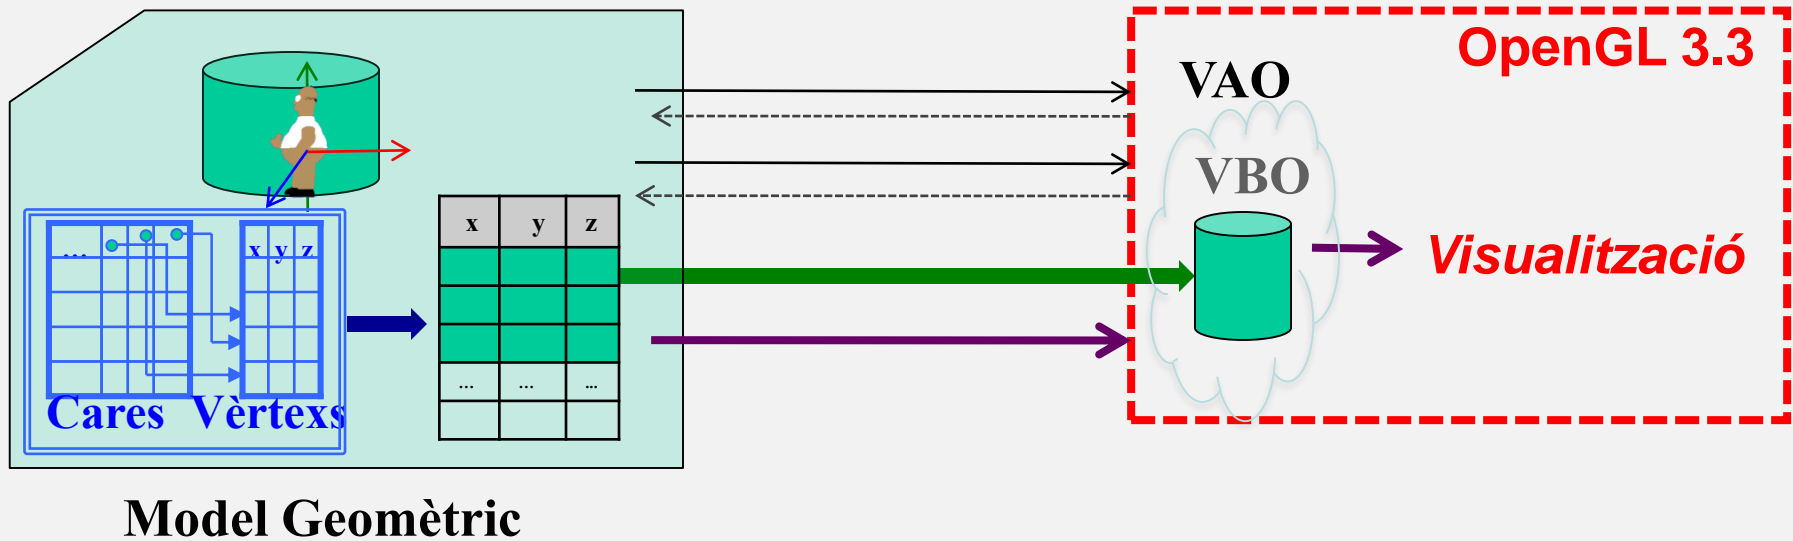 OpenGL 3.3
VAO
VBO
Visualització
x y z
... ... ...
... x y z
Cares Vèrtexs
Model Geomètric